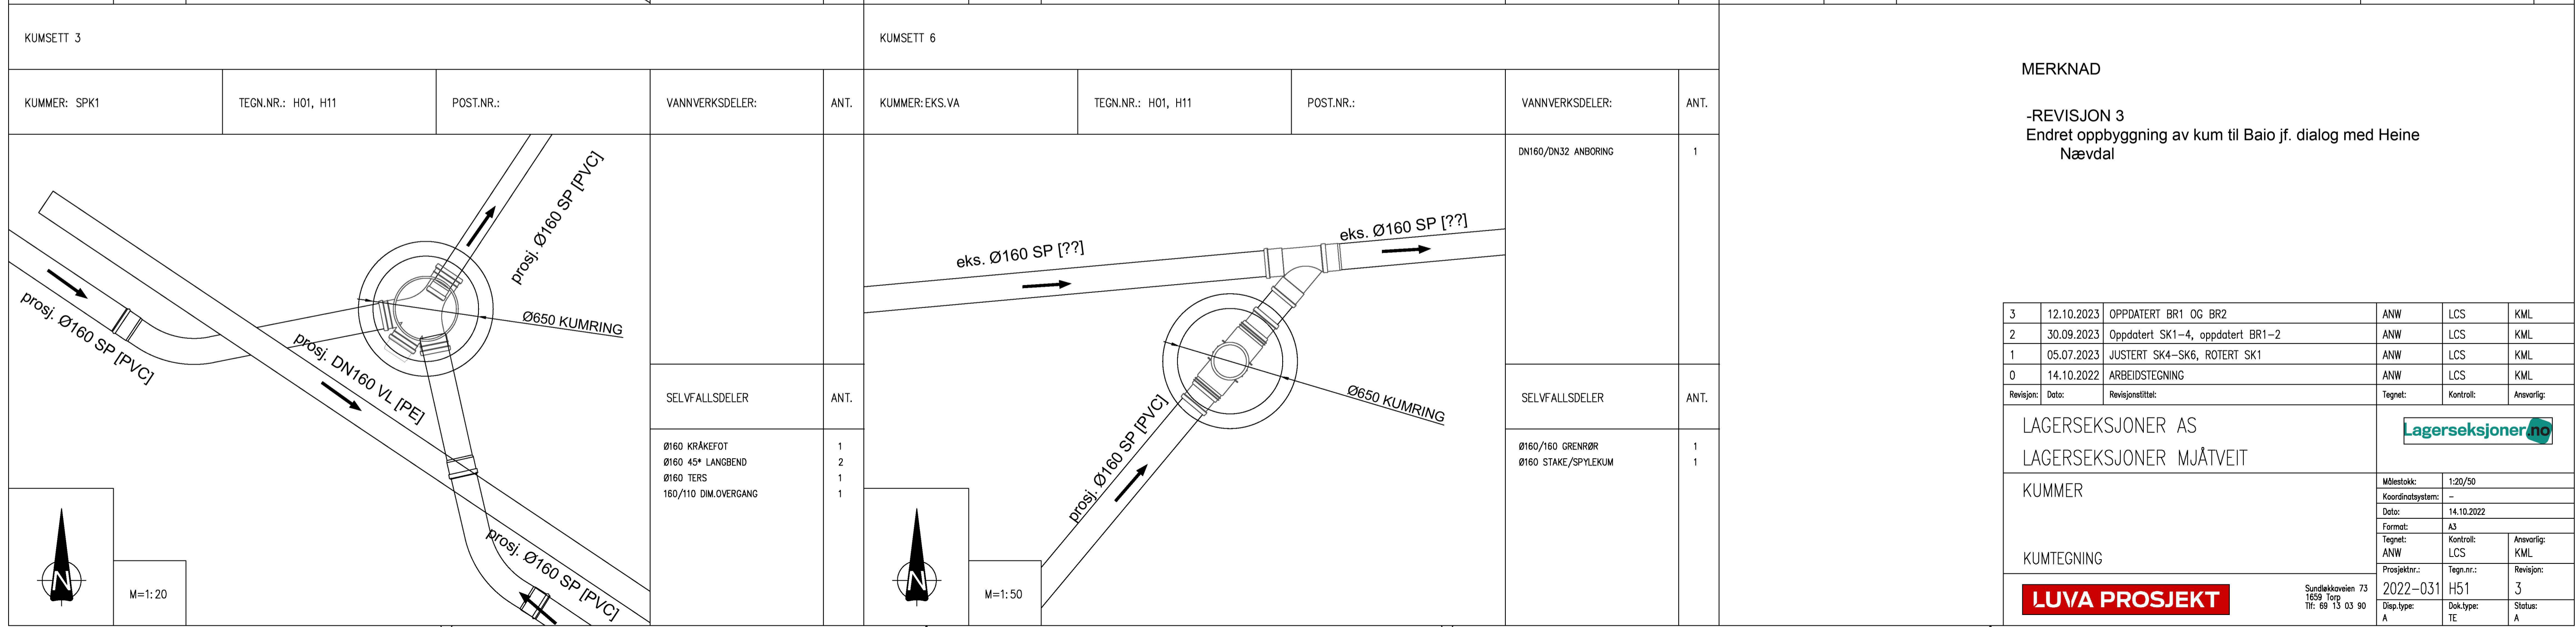 KUMSETT 3
KUMMER: SPK1
TEGN.NR.: H01, H11
POST.NR.:
VANNVERKSDELER:
ANT.
prosj. Ø160 SP [PVC]
prosj. Ø160 SP [PVC]
Ø650 KUMRING
prosj. DN160 VL [PE]
prosj. Ø160 SP [PVC]
N
M=1:20
SELVFALLSDELER
ANT.
Ø160 KRÅKEFOT 1
Ø160 45* LANGBEND 2
Ø160 TERS 1
160/110 DIM.OVERGANG 1
KUMSETT 6
KUMMER:EKS.VA
TEGN.NR.: H01, H11
POST.NR.:
VANNVERKSDELER:
ANT.
DN160/DN32 ANBORING 1
eks. Ø160 SP [??]
eks. Ø160 SP [??]
Ø650 KUMRING
prosj. Ø160 SP [PVC]
N
M=1:50
SELVFALLSDELER
ANT.
Ø160/160 GRENRØR 1
Ø160 STAKE/SPYLEKUM 1
MERKNAD
-REVISJON 3
Endret oppbyggning av kum til Baio jf. dialog med Heine
Nævdal
3 12.10.2023 OPPDATERT BR1 OG BR2 ANW LCS KML
2 30.09.2023 Oppdatert SK1-4, oppdatert BR1-2 ANW LCS KML
1 05.07.2023 JUSTERT SK4-SK6, ROTERT SK1 ANW LCS KML
0 14.10.2022 ARBEIDSTEGNING ANW LCS KML
Revisjon: Dato: Revisjonstittel: Tegnet: Kontroll: Ansvarlig:
LAGERSEKSJONER AS
LAGERSEKSJONER MJÅTVEIT
Lagerseksjoner.no
KUMMER
KUMTEGNING
Målestokk: 1:20/50
Koordinatsystem: -
Dato: 14.10.2022
Format: A3
Tegnet: Kontroll: Ansvarlig:
ANW LCS KML
Prosjektnr.: Tegn.nr.: Revisjon:
2022-031 H51 3
Disp.type: Dok.type: Status:
A TE A
LUVA PROSJEKT
Sundløkkaveien 73
1659 Torp
Tlf: 69 13 03 90